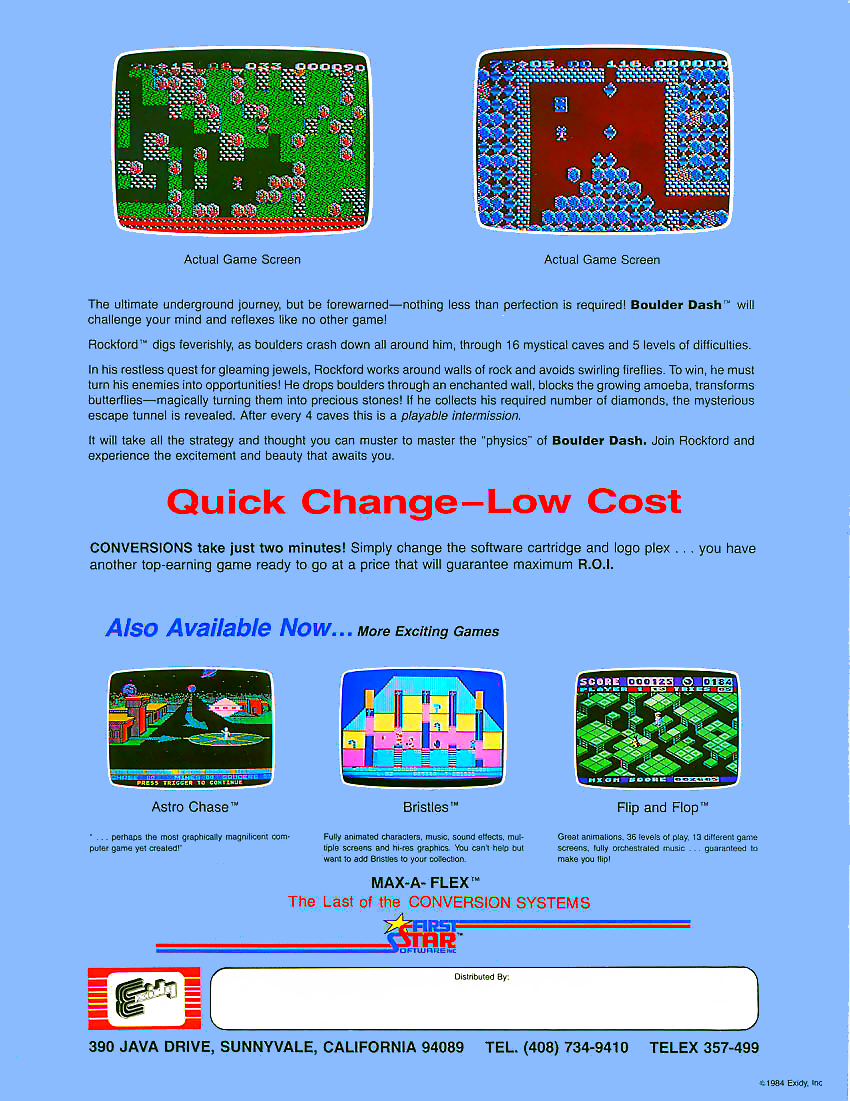 000090
000000
Actual Game Screen
Actual Game Screen
The ultimate underground journey, but be forewarned—nothing less than perfection is required! Boulder Dash™ will
challenge your mind and reflexes like no other game!
Rockford™ digs feverishly, as boulders crash down all around him, through 16 mystical caves and 5 levels of difficulties.
In his restless quest for gleaming jewels, Rockford works around walls of rock and avoids swirling fireflies. To win, he must
turn his enemies into opportunities! He drops boulders through an enchanted wall, blocks the growing amoeba, transforms
butterflies—magically turning them into precious stones! If he collects his required number of diamonds, the mysterious
escape tunnel is revealed. After every 4 caves this is a playable intermission.
It will take all the strategy and thought you can muster to master the "physics" of Boulder Dash. Join Rockford and
experience the excitement and beauty that awaits you.
Quick Change–Low Cost
CONVERSIONS take just two minutes! Simply change the software cartridge and logo plex . . . you have
another top-earning game ready to go at a price that will guarantee maximum R.O.I.
Also Available Now... More Exciting Games
PRESS TRIGGER TO CONTINUE
SCORE 000125 0184
PLAYER 1 TRIES
HIGH SCORE
Astro Chase™
Bristles™
Flip and Flop™
" . . . perhaps the most graphically magnificent com-
puter game yet created!"
Fully animated characters, music, sound effects, mul-
tiple screens and hi-res graphics. You can't help but
want to add Bristles to your collection.
Great animations, 36 levels of play, 13 different game
screens, fully orchestrated music . . . guaranteed to
make you flip!
MAX-A- FLEX™
The Last of the CONVERSION SYSTEMS
FIRST
STAR™
SOFTWARE INC
Exidy
Distributed By:
390 JAVA DRIVE, SUNNYVALE, CALIFORNIA 94089 TEL. (408) 734-9410 TELEX 357-499
©1984 Exidy, Inc